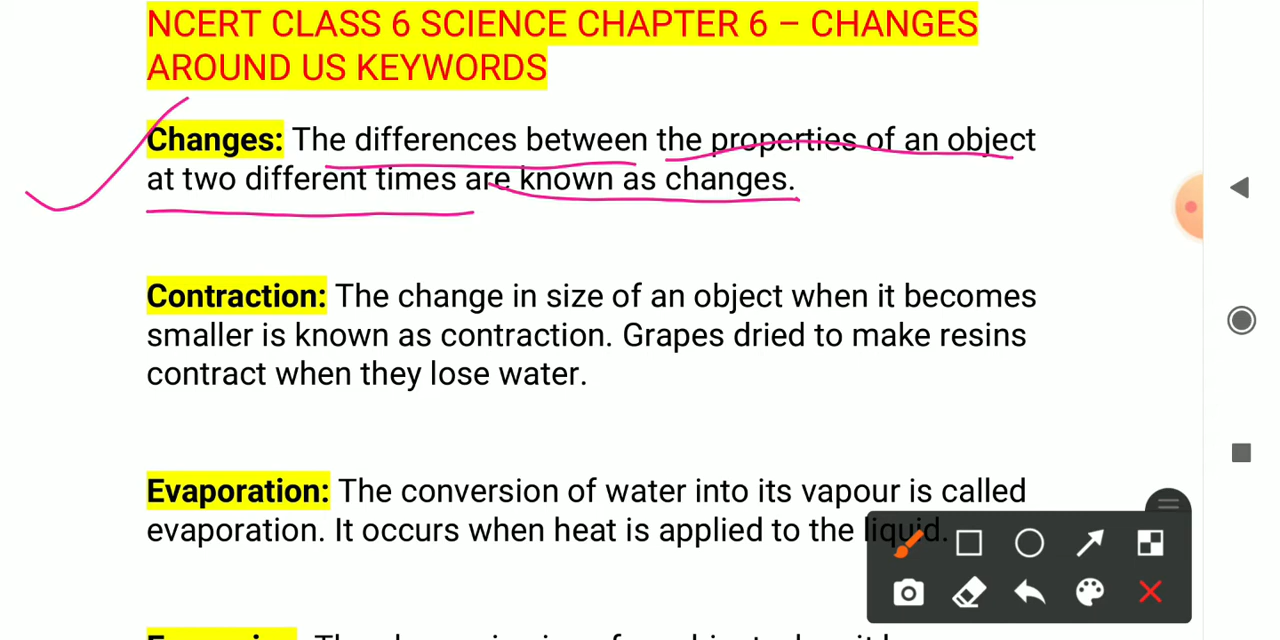 NCERT CLASS 6 SCIENCE CHAPTER 6 – CHANGES
AROUND US KEYWORDS
Changes: The differences between the properties of an object
at two different times are known as changes.
Contraction: The change in size of an object when it becomes
smaller is known as contraction. Grapes dried to make resins
contract when they lose water.
Evaporation: The conversion of water into its vapour is called
evaporation. It occurs when heat is applied to the liquid.